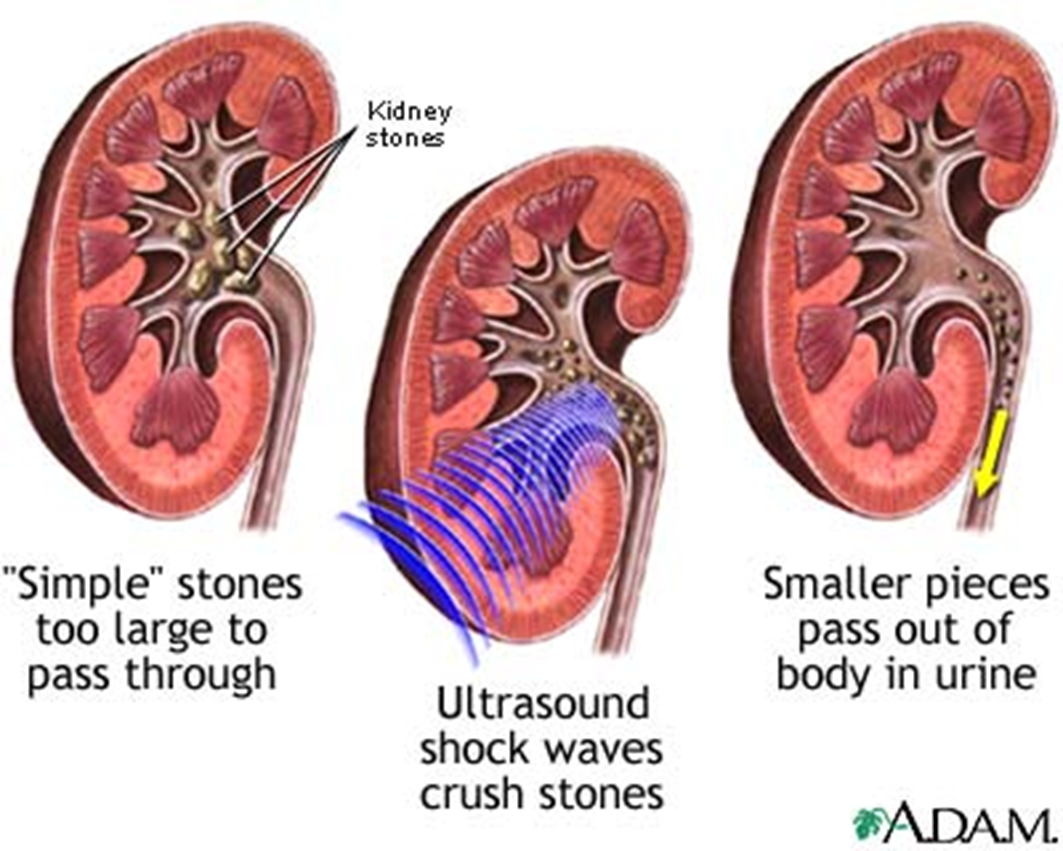 Kidney
stones
"Simple" stones
too large to
pass through
Ultrasound
shock waves
crush stones
Smaller pieces
pass out of
body in urine
A.D.A.M.